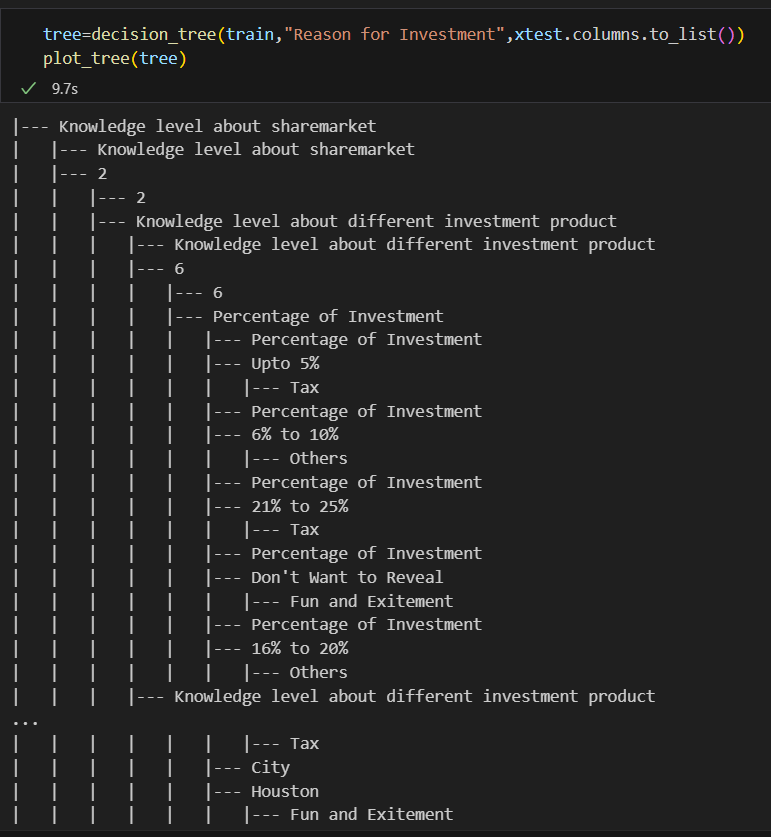 tree=decision_tree(train,"Reason for Investment",xtest.columns.to_list())
plot_tree(tree)
9.7s
|--- Knowledge level about sharemarket
|   |--- Knowledge level about sharemarket
|   |--- 2
|   |   |--- 2
|   |   |--- Knowledge level about different investment product
|   |   |   |--- Knowledge level about different investment product
|   |   |   |--- 6
|   |   |   |   |--- 6
|   |   |   |   |--- Percentage of Investment
|   |   |   |   |   |--- Percentage of Investment
|   |   |   |   |   |--- Upto 5%
|   |   |   |   |   |   |--- Tax
|   |   |   |   |   |--- Percentage of Investment
|   |   |   |   |   |--- 6% to 10%
|   |   |   |   |   |   |--- Others
|   |   |   |   |   |--- Percentage of Investment
|   |   |   |   |   |--- 21% to 25%
|   |   |   |   |   |   |--- Tax
|   |   |   |   |   |--- Percentage of Investment
|   |   |   |   |   |--- Don't Want to Reveal
|   |   |   |   |   |   |--- Fun and Exitement
|   |   |   |   |   |--- Percentage of Investment
|   |   |   |   |   |--- 16% to 20%
|   |   |   |   |   |   |--- Others
|   |   |   |--- Knowledge level about different investment product
...
|   |   |   |   |   |   |--- Tax
|   |   |   |   |   |--- City
|   |   |   |   |   |--- Houston
|   |   |   |   |   |   |--- Fun and Exitement